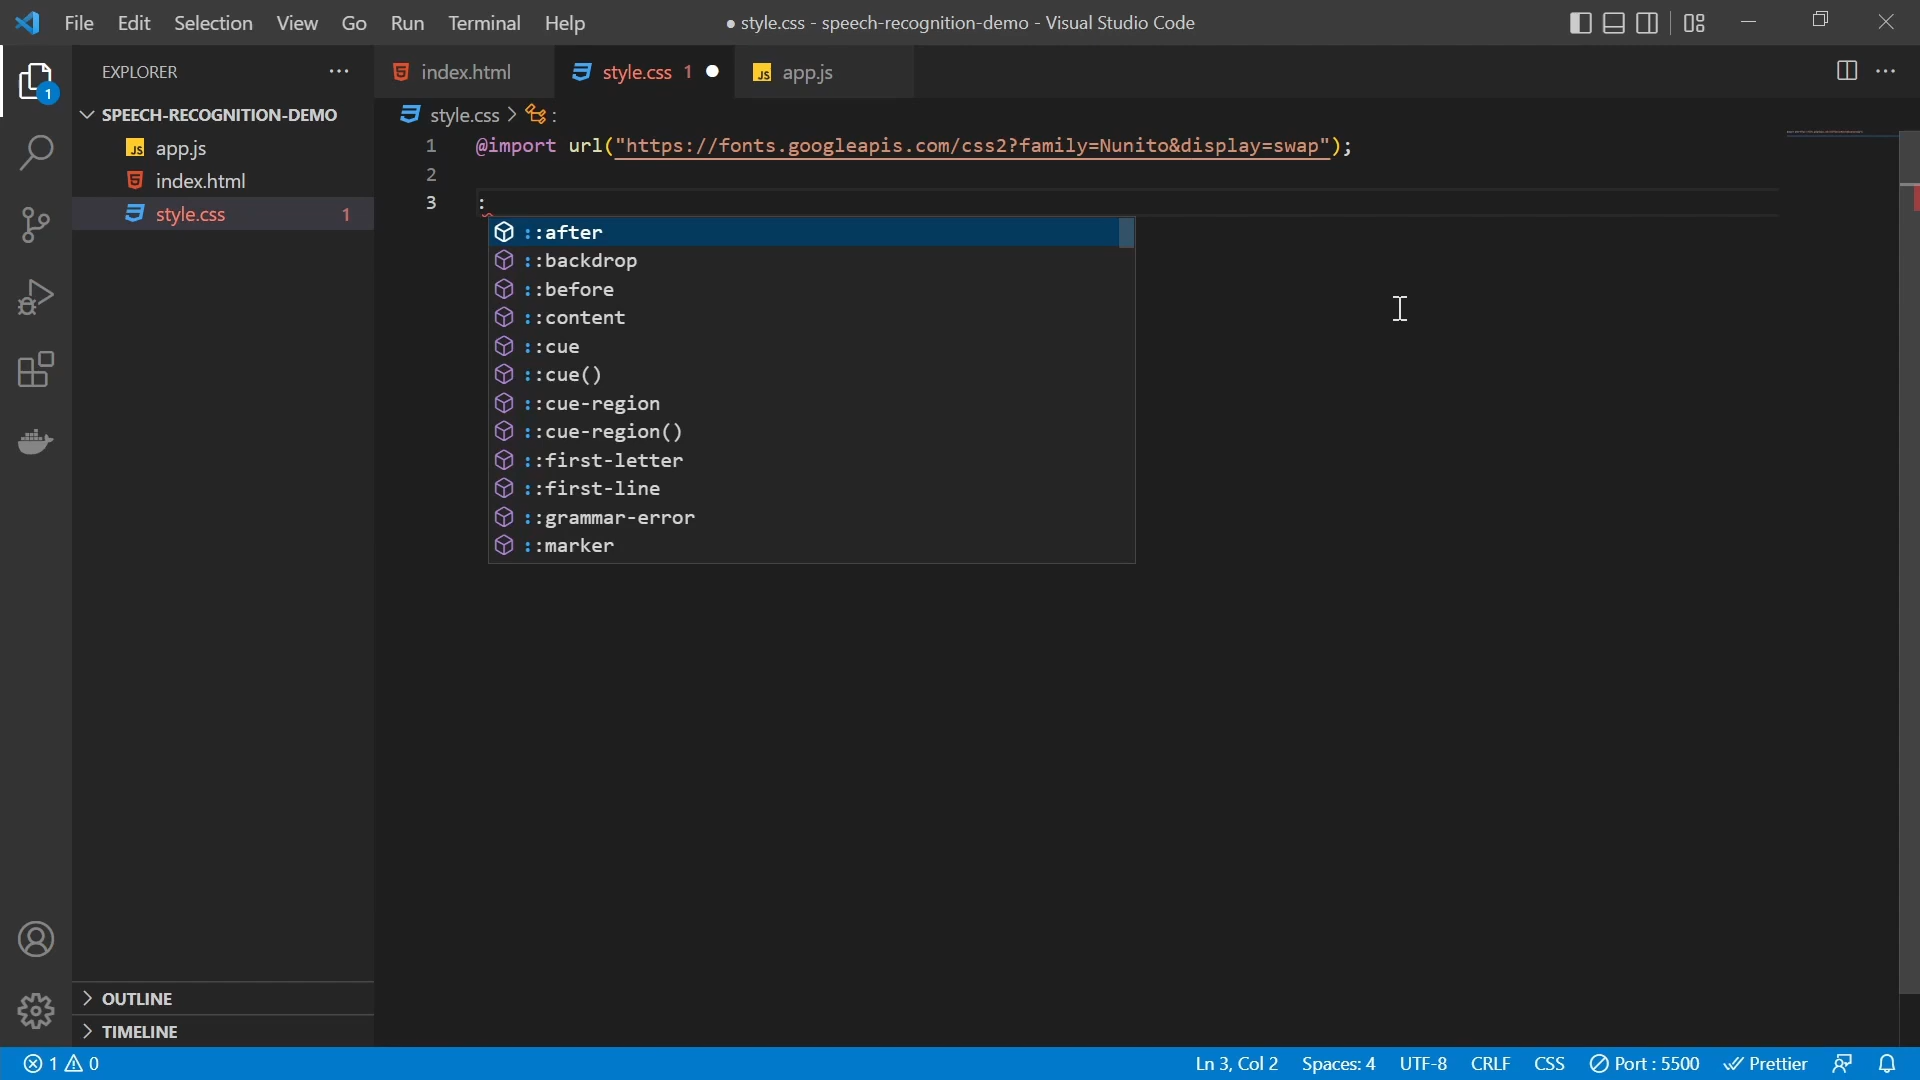 File Edit Selection View Go Run Terminal Help
● style.css - speech-recognition-demo - Visual Studio Code
EXPLORER
1
SPEECH-RECOGNITION-DEMO
JS app.js
index.html
style.css 1
index.html
style.css 1
JS app.js
style.css > :
1 @import url("https://fonts.googleapis.com/css2?family=Nunito&display=swap");
2
3 :
::after
::backdrop
::before
::content
::cue
::cue()
::cue-region
::cue-region()
::first-letter
::first-line
::grammar-error
::marker
OUTLINE
TIMELINE
1 0
Ln 3, Col 2 Spaces: 4 UTF-8 CRLF CSS Port : 5500 Prettier